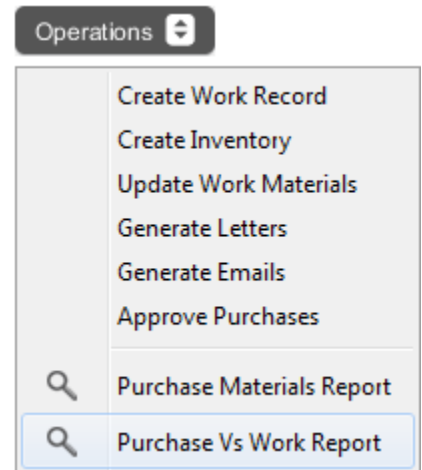 Operations
Create Work Record
Create Inventory
Update Work Materials
Generate Letters
Generate Emails
Approve Purchases
Purchase Materials Report
Purchase Vs Work Report